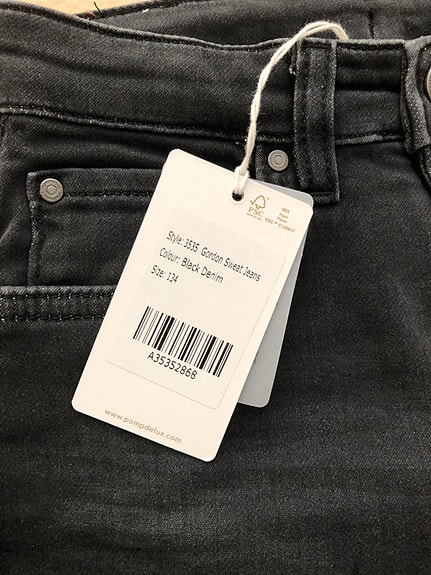 FSC
Style: 3535 Gordon Sweat Jeans
Colour: Black Denim
Size: 134
A35352868
www.pompdelux.com